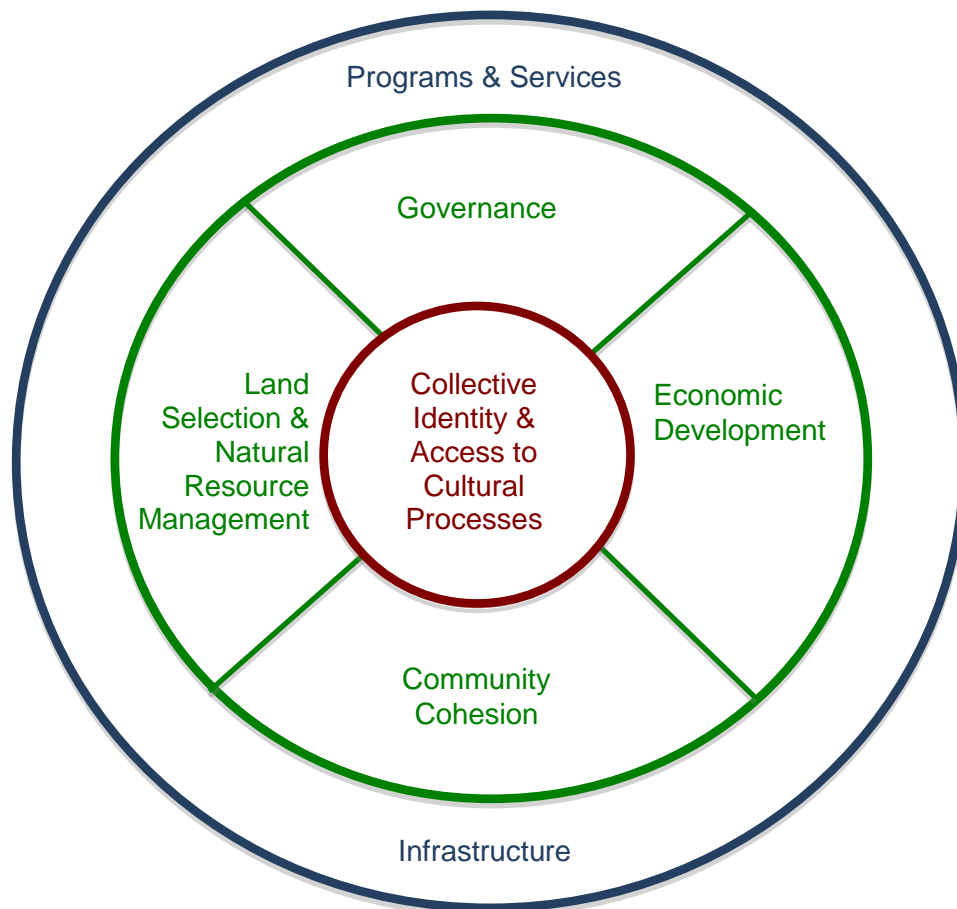 Programs & Services
Governance
Land
Selection &
Natural
Resource
Management
Collective
Identity &
Access to
Cultural
Processes
Economic
Development
Community
Cohesion
Infrastructure